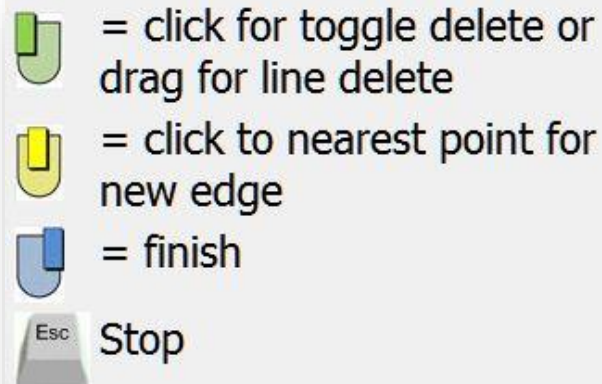 = click for toggle delete or
drag for line delete
= click to nearest point for
new edge
= finish
Esc Stop